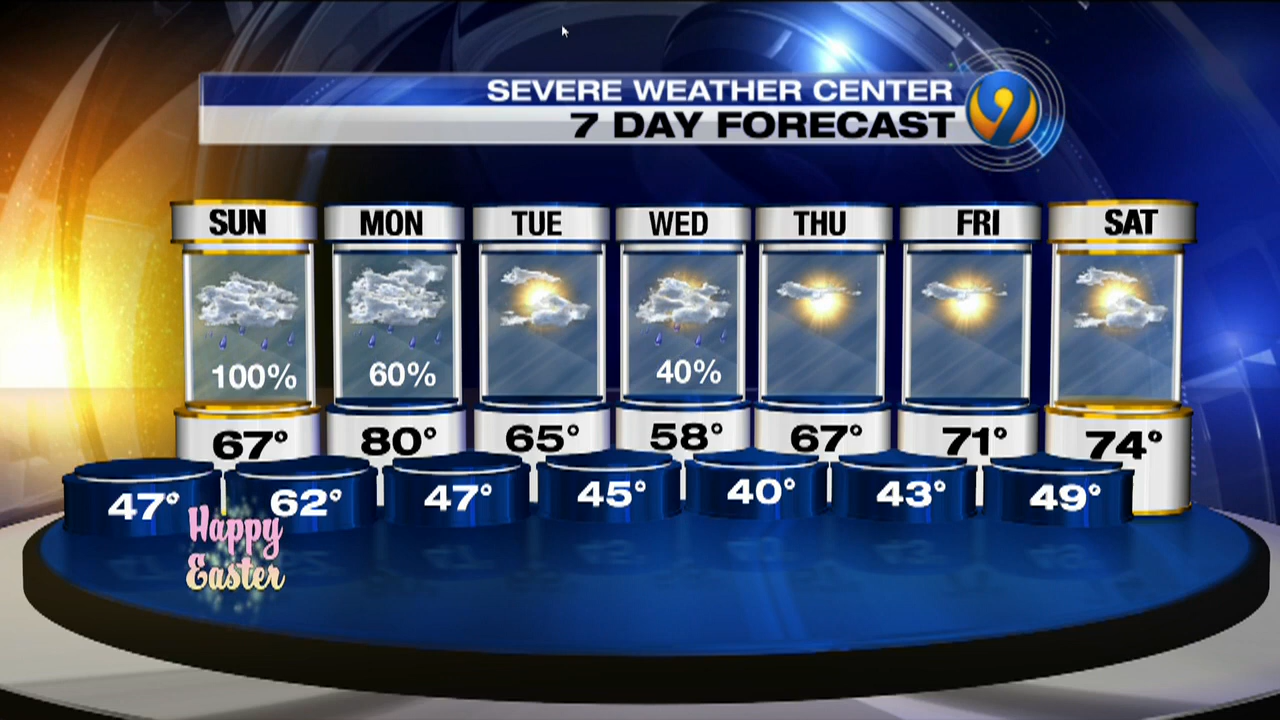 SEVERE WEATHER CENTER 9
7 DAY FORECAST
SUN MON TUE WED THU FRI SAT
100% 60% 40%
67° 80° 65° 58° 67° 71° 74°
47° 62° 47° 45° 40° 43° 49°
Happy
Easter